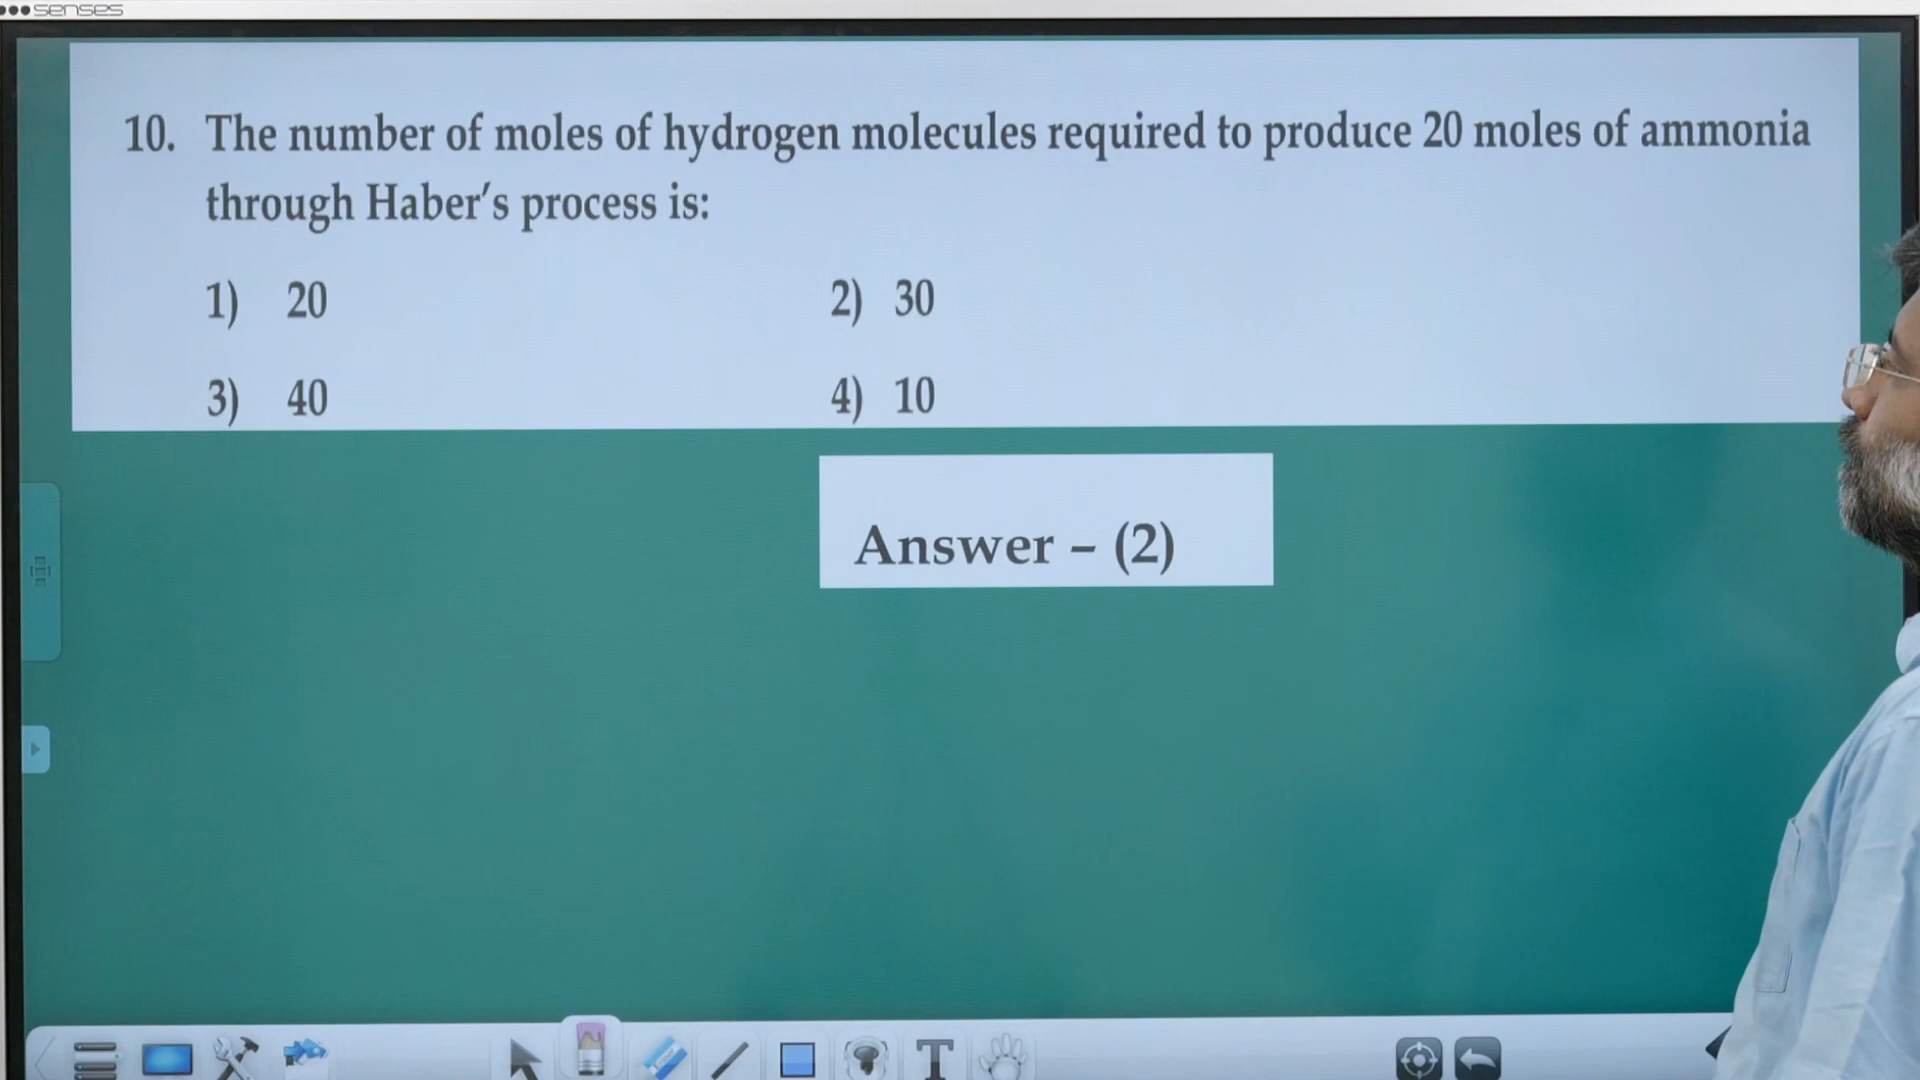 senses
10. The number of moles of hydrogen molecules required to produce 20 moles of ammonia
through Haber's process is:
1) 20 2) 30
3) 40 4) 10
Answer – (2)
T